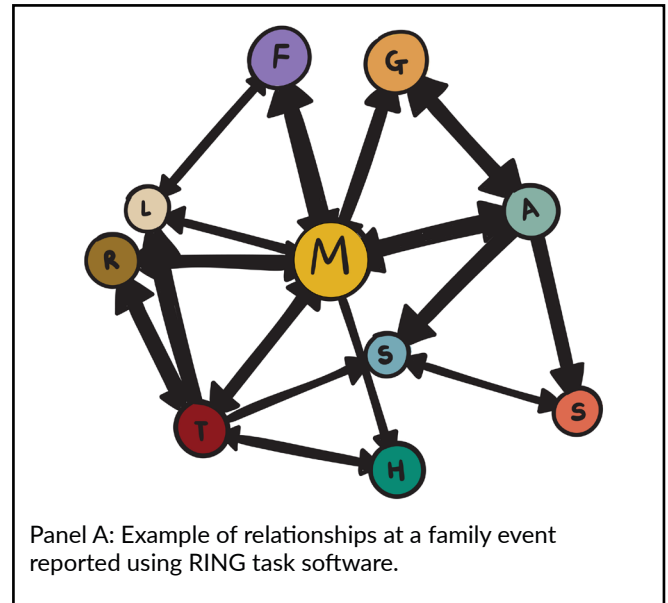 F
G
L
A
R
M
S
S
T
H
Panel A: Example of relationships at a family event
reported using RING task software.